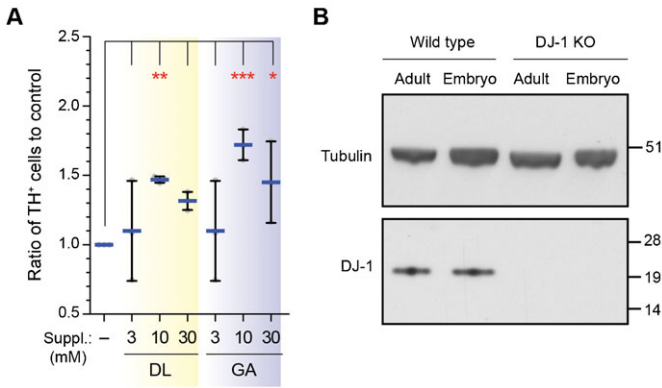 A
2.5
2.0
1.5
1.0
0.5
Ratio of TH⁺ cells to control
**
***
*
Suppl.: – 3 10 30 3 10 30
(mM)
DL GA
B
Wild type DJ-1 KO
Adult Embryo Adult Embryo
Tubulin
51
DJ-1
28
19
14